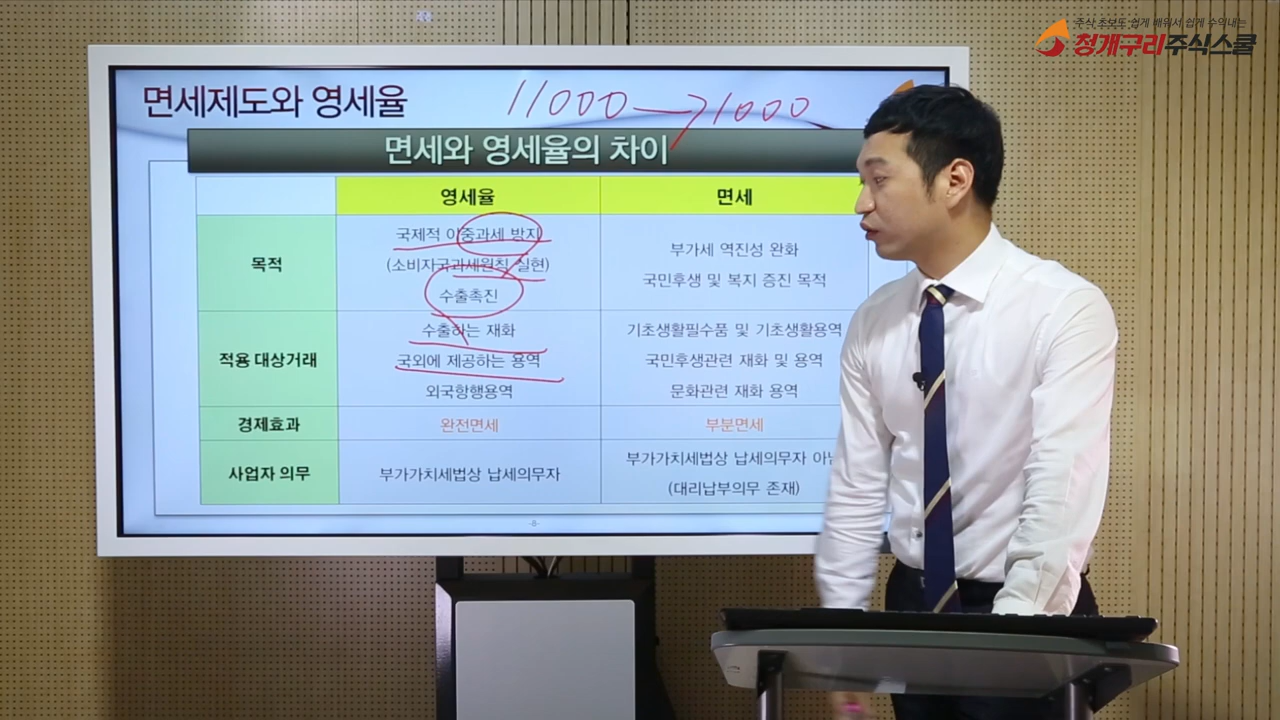 주식 초보도 쉽게 배워서 쉽게 수익내는
청개구리주식스쿨
면세제도와 영세율
11000 → 1000
면세와 영세율의 차이
영세율 면세
목적
국제적 이중과세 방지
(소비자국과세원칙 실현)
수출촉진
부가세 역진성 완화
국민후생 및 복지 증진 목적
적용 대상거래
수출하는 재화
국외에 제공하는 용역
외국항행용역
기초생활필수품 및 기초생활용역
국민후생관련 재화 및 용역
문화관련 재화 용역
경제효과 완전면세 부분면세
사업자 의무
부가가치세법상 납세의무자
부가가치세법상 납세의무자
(대리납부의무 존재)
-8-